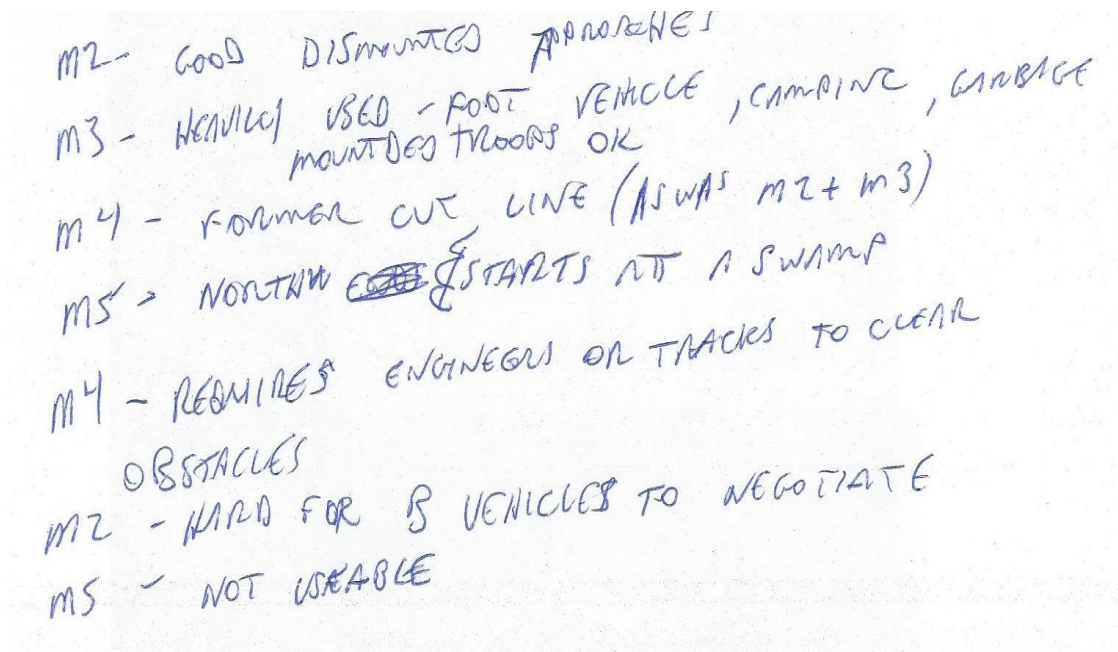 M2 - GOOD DISMOUNTED APPROACHES
M3 - HEAVILY USED - FOOT VEHICLE, CAMPING, GARBAGE
MOUNTDED TROOPS OK
M4 - FORMER CUT LINE (AS WAS M2 + M3)
M5 - NORTH STARTS AT A SWAMP
M4 - REQUIRES ENGINEERS OR TRACKS TO CLEAR
OBSTACLES
M2 - HARD FOR B VEHICLES TO NEGOTIATE
M5 - NOT USEABLE